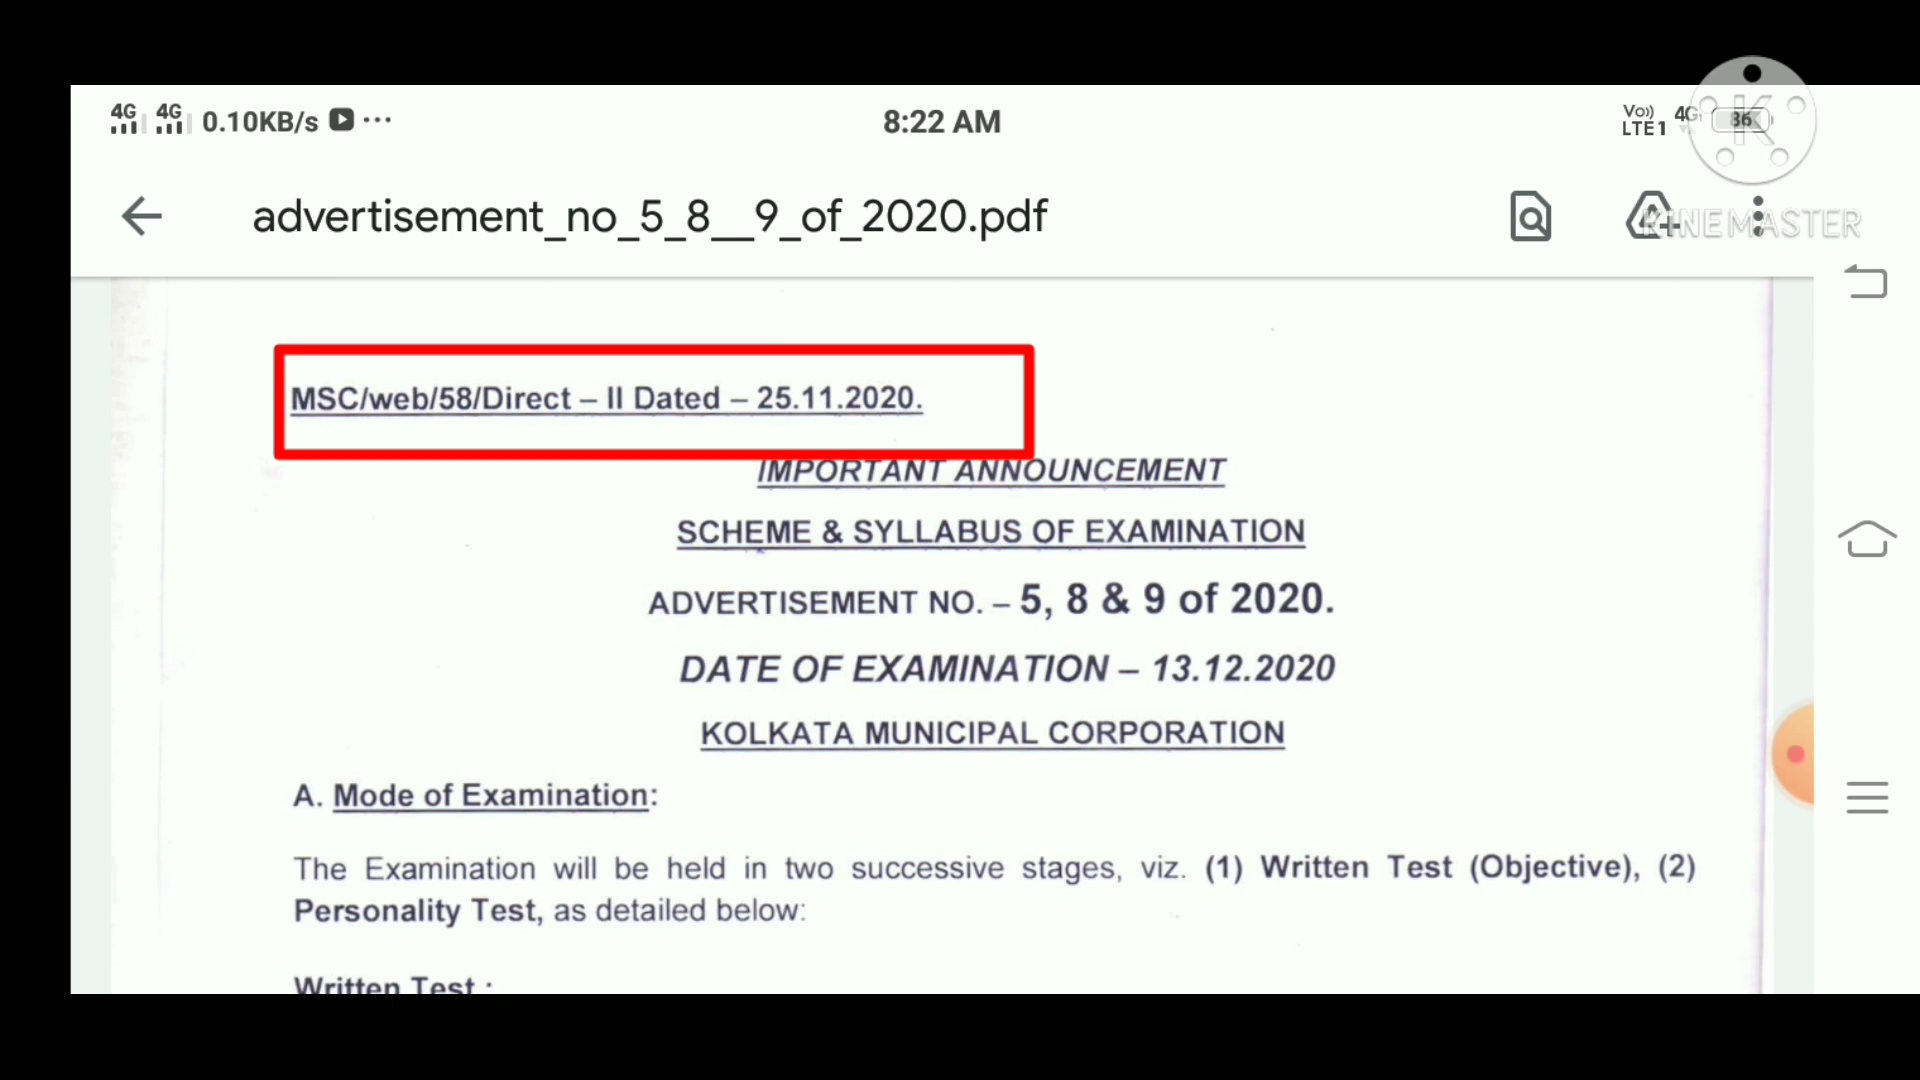 4G 4G 0.10KB/s 8:22 AM Vo)) LTE1 4G 86
advertisement_no_5_8__9_of_2020.pdf
KINEMASTER
MSC/web/58/Direct – II Dated – 25.11.2020.
IMPORTANT ANNOUNCEMENT
SCHEME & SYLLABUS OF EXAMINATION
ADVERTISEMENT NO. – 5, 8 & 9 of 2020.
DATE OF EXAMINATION – 13.12.2020
KOLKATA MUNICIPAL CORPORATION
A. Mode of Examination:
The Examination will be held in two successive stages, viz. (1) Written Test (Objective), (2)
Personality Test, as detailed below:
Written Test :